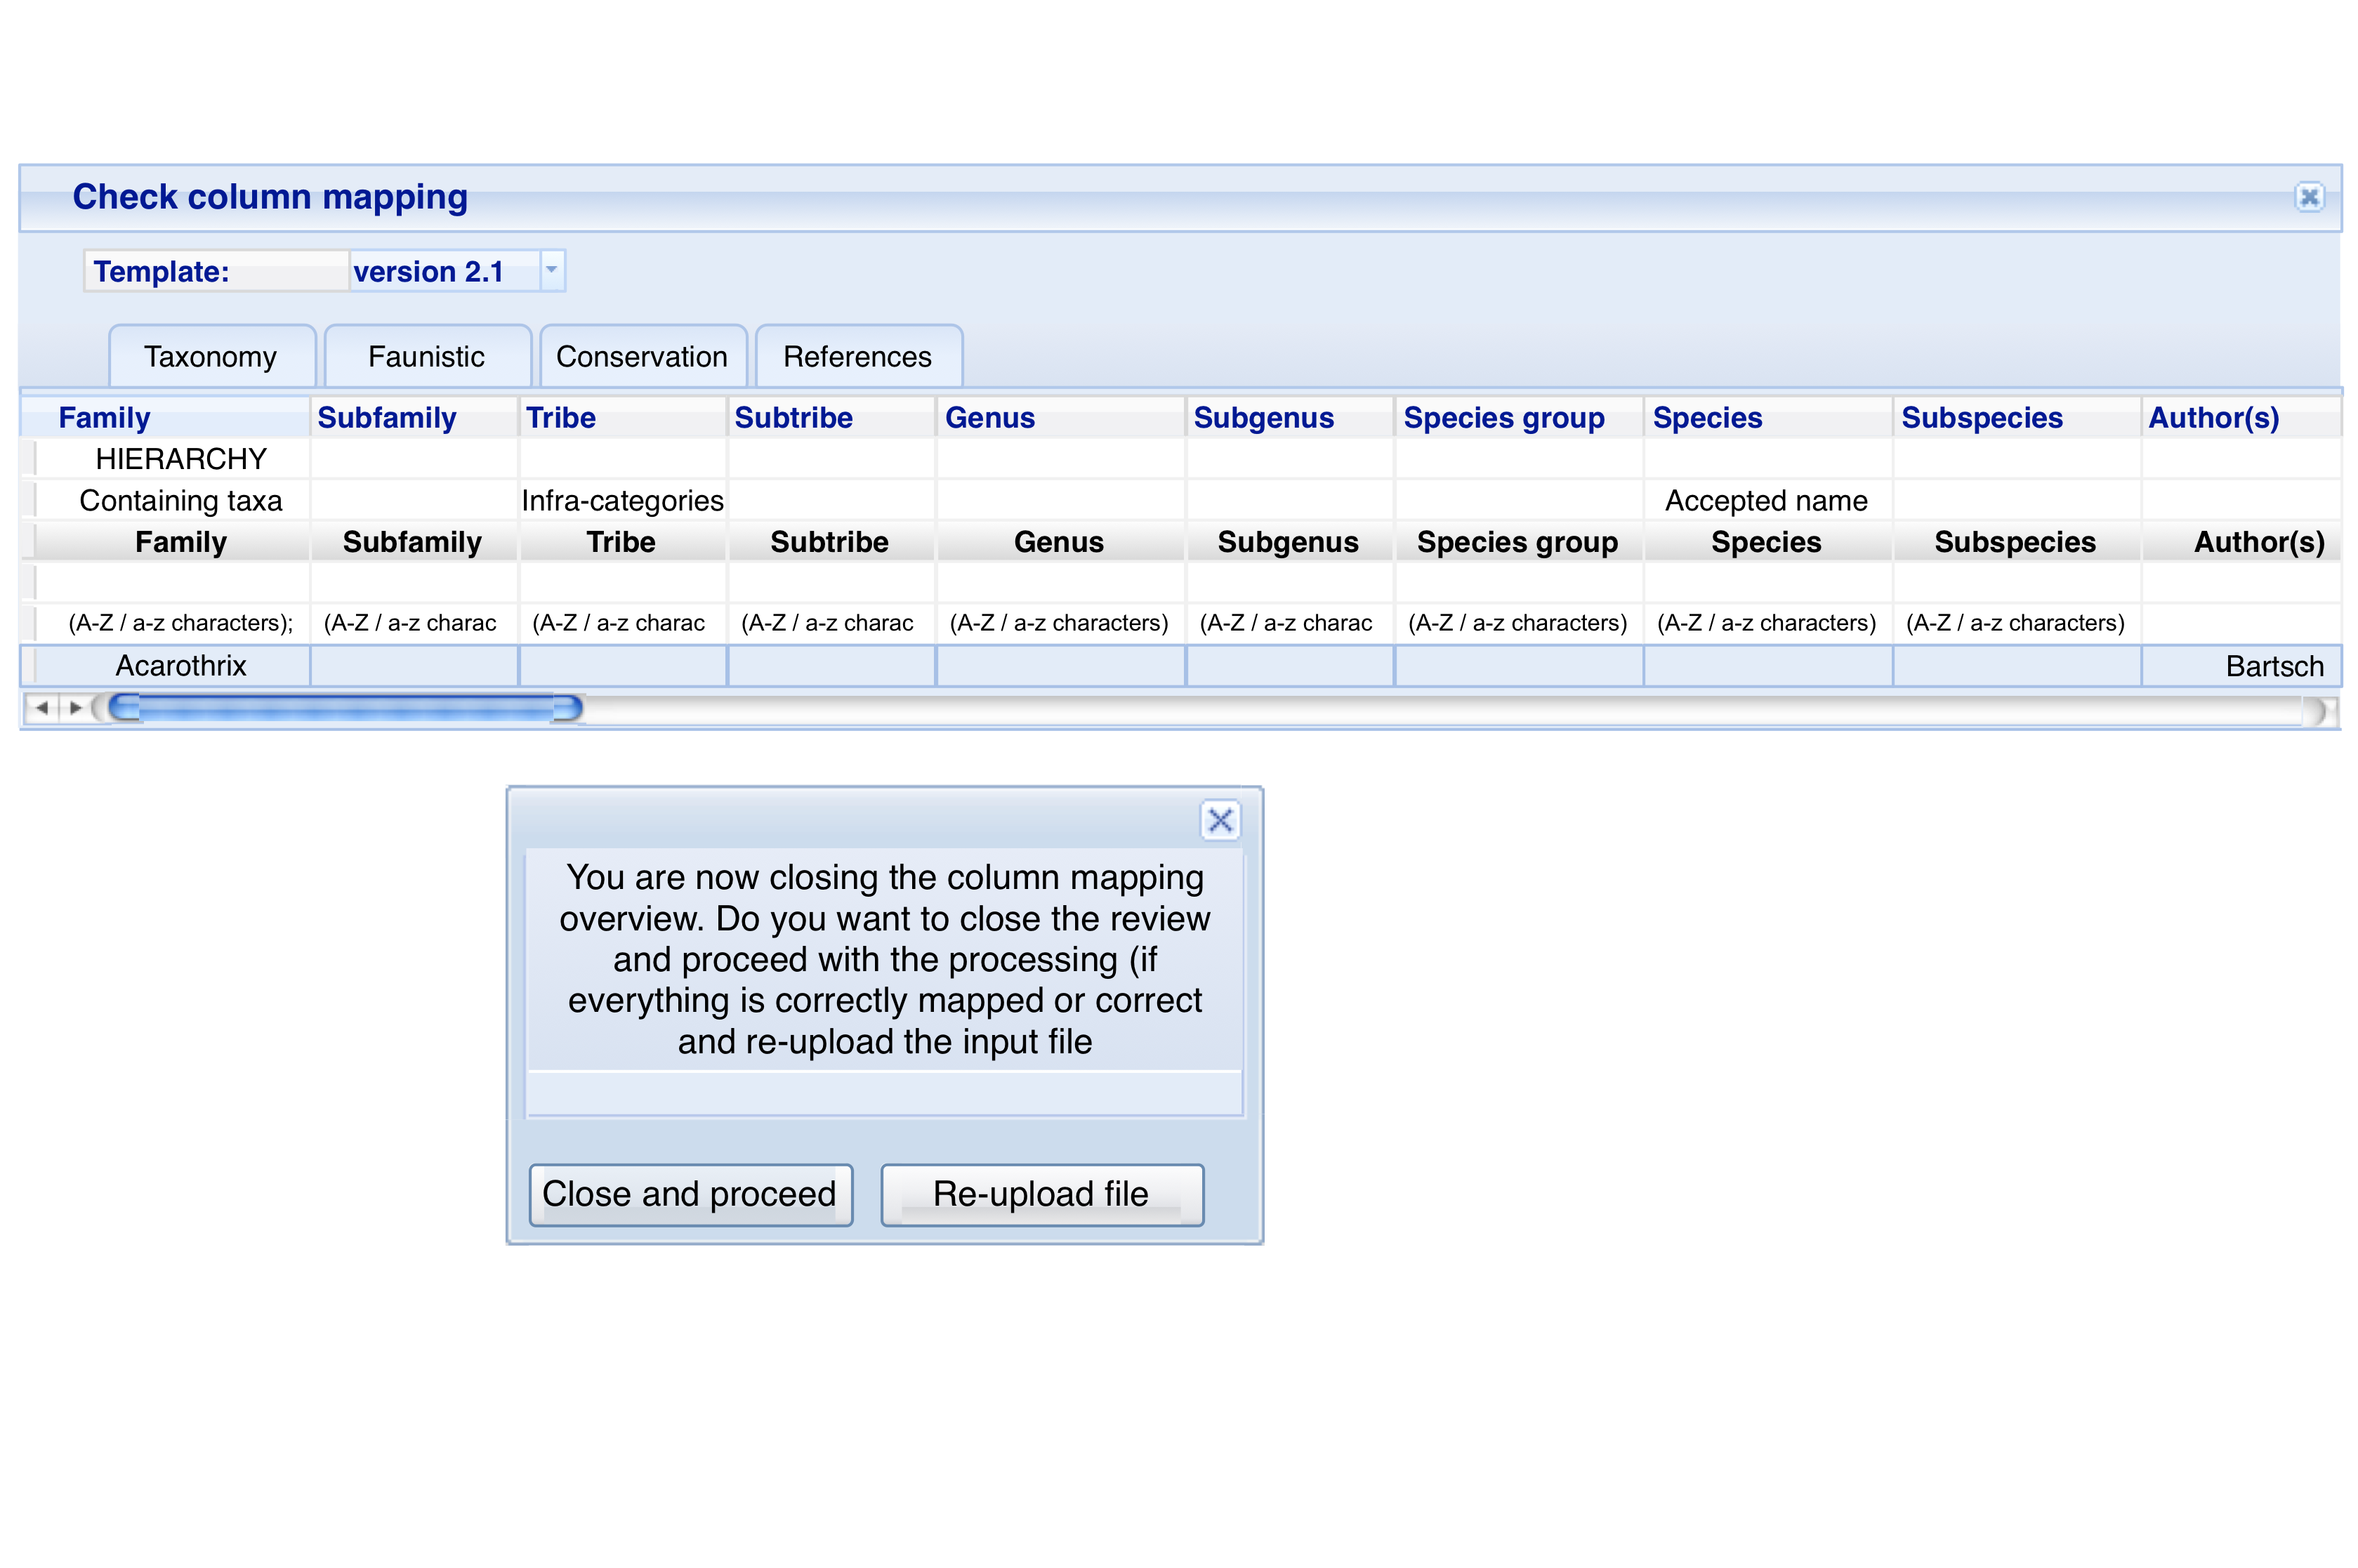 Check column mapping
Template: version 2.1
Taxonomy Faunistic Conservation References
Family Subfamily Tribe Subtribe Genus Subgenus Species group Species Subspecies Author(s)
HIERARCHY
Containing taxa Infra-categories Accepted name
Family Subfamily Tribe Subtribe Genus Subgenus Species group Species Subspecies Author(s)
(A-Z / a-z characters); (A-Z / a-z charac (A-Z / a-z charac (A-Z / a-z charac (A-Z / a-z characters) (A-Z / a-z charac (A-Z / a-z characters) (A-Z / a-z characters) (A-Z / a-z characters)
Acarothrix Bartsch
You are now closing the column mapping
overview. Do you want to close the review
and proceed with the processing (if
everything is correctly mapped or correct
and re-upload the input file
Close and proceed Re-upload file